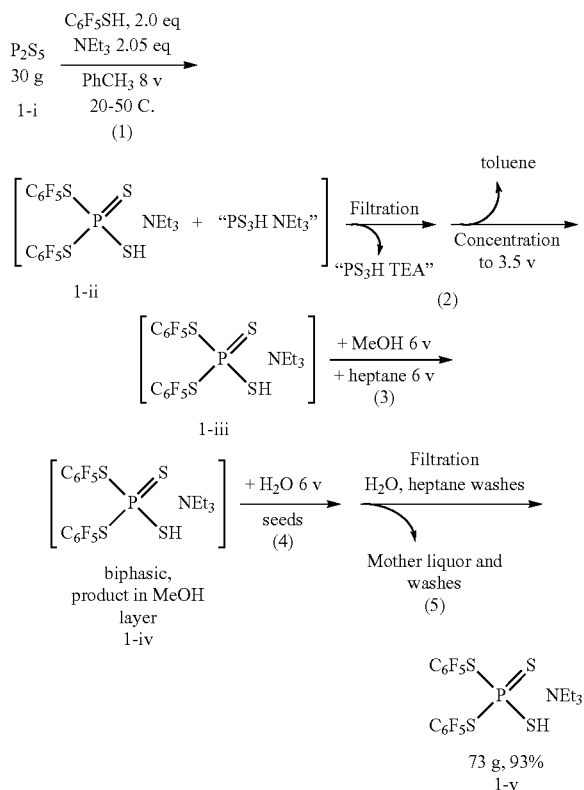 C₆F₅SH, 2.0 eq
NEt₃ 2.05 eq
P₂S₅
30 g
1-i
PhCH₃ 8 v
20-50 C.
(1)
C₆F₅S
S
P
NEt₃ + “PS₃H NEt₃”
C₆F₅S
SH
1-ii
Filtration
“PS₃H TEA”
toluene
Concentration
to 3.5 v
(2)
C₆F₅S
S
P
NEt₃
C₆F₅S
SH
1-iii
+ MeOH 6 v
+ heptane 6 v
(3)
C₆F₅S
S
P
NEt₃
C₆F₅S
SH
biphasic,
product in MeOH
layer
1-iv
+ H₂O 6 v
seeds
(4)
Filtration
H₂O, heptane washes
Mother liquor and
washes
(5)
C₆F₅S
S
P
NEt₃
C₆F₅S
SH
73 g, 93%
1-v